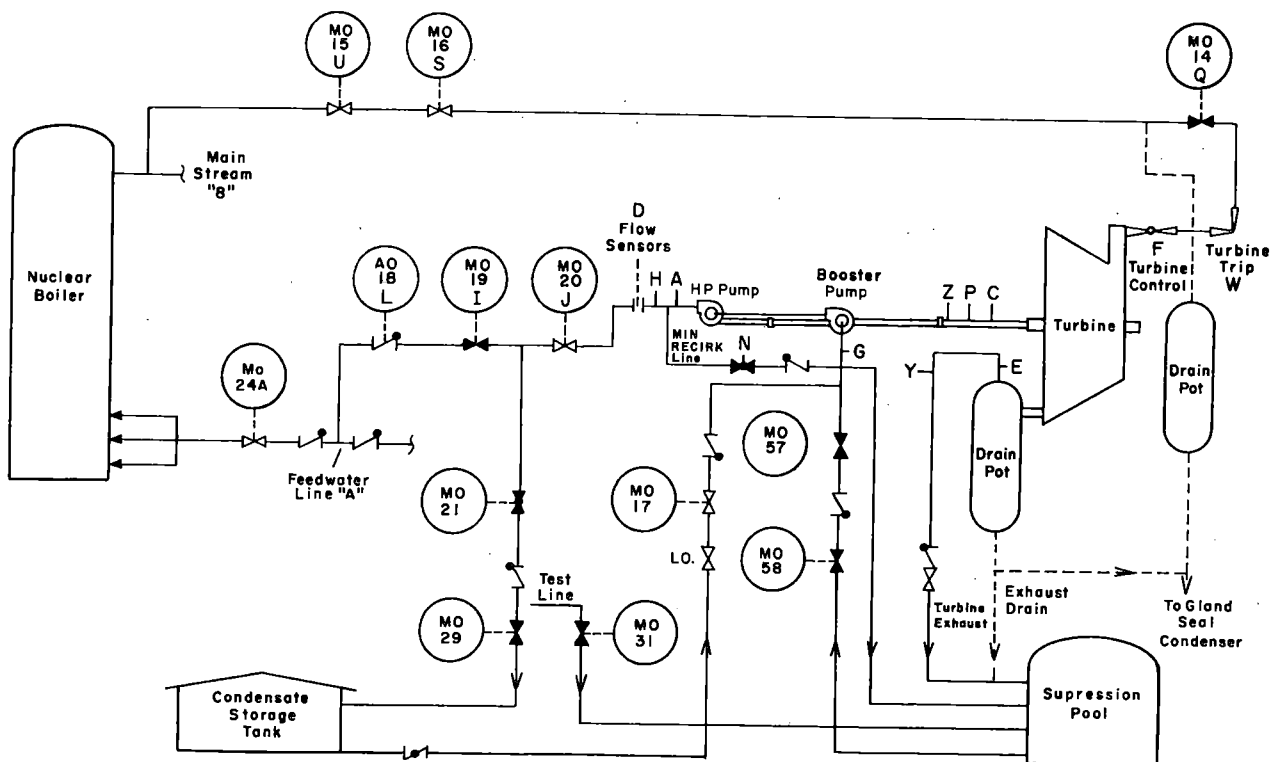 MO
15
U
MO
16
S
MO
14
Q
Main
Stream
"8"
Nuclear
Boiler
D
Flow
Sensors
AO
18
L
MO
19
I
MO
20
J
H
A
HP Pump
Booster
Pump
Z
P
C
Turbine
F
Turbine
Control
Turbine
Trip
W
MIN
RECIRK
Line
N
G
Y
E
Drain
Pot
Drain
Pot
Mo
24A
Feedwater
Line "A"
MO
21
MO
17
MO
57
LO.
MO
58
Test
Line
MO
29
MO
31
Turbine
Exhaust
Exhaust
Drain
To Gland
Seal
Condenser
Condensate
Storage
Tank
Supression
Pool